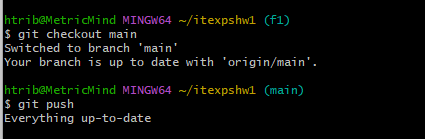 htrib@MetricMind MINGW64 ~/itexpshw1 (f1)
$ git checkout main
Switched to branch 'main'
Your branch is up to date with 'origin/main'.
htrib@MetricMind MINGW64 ~/itexpshw1 (main)
$ git push
Everything up-to-date